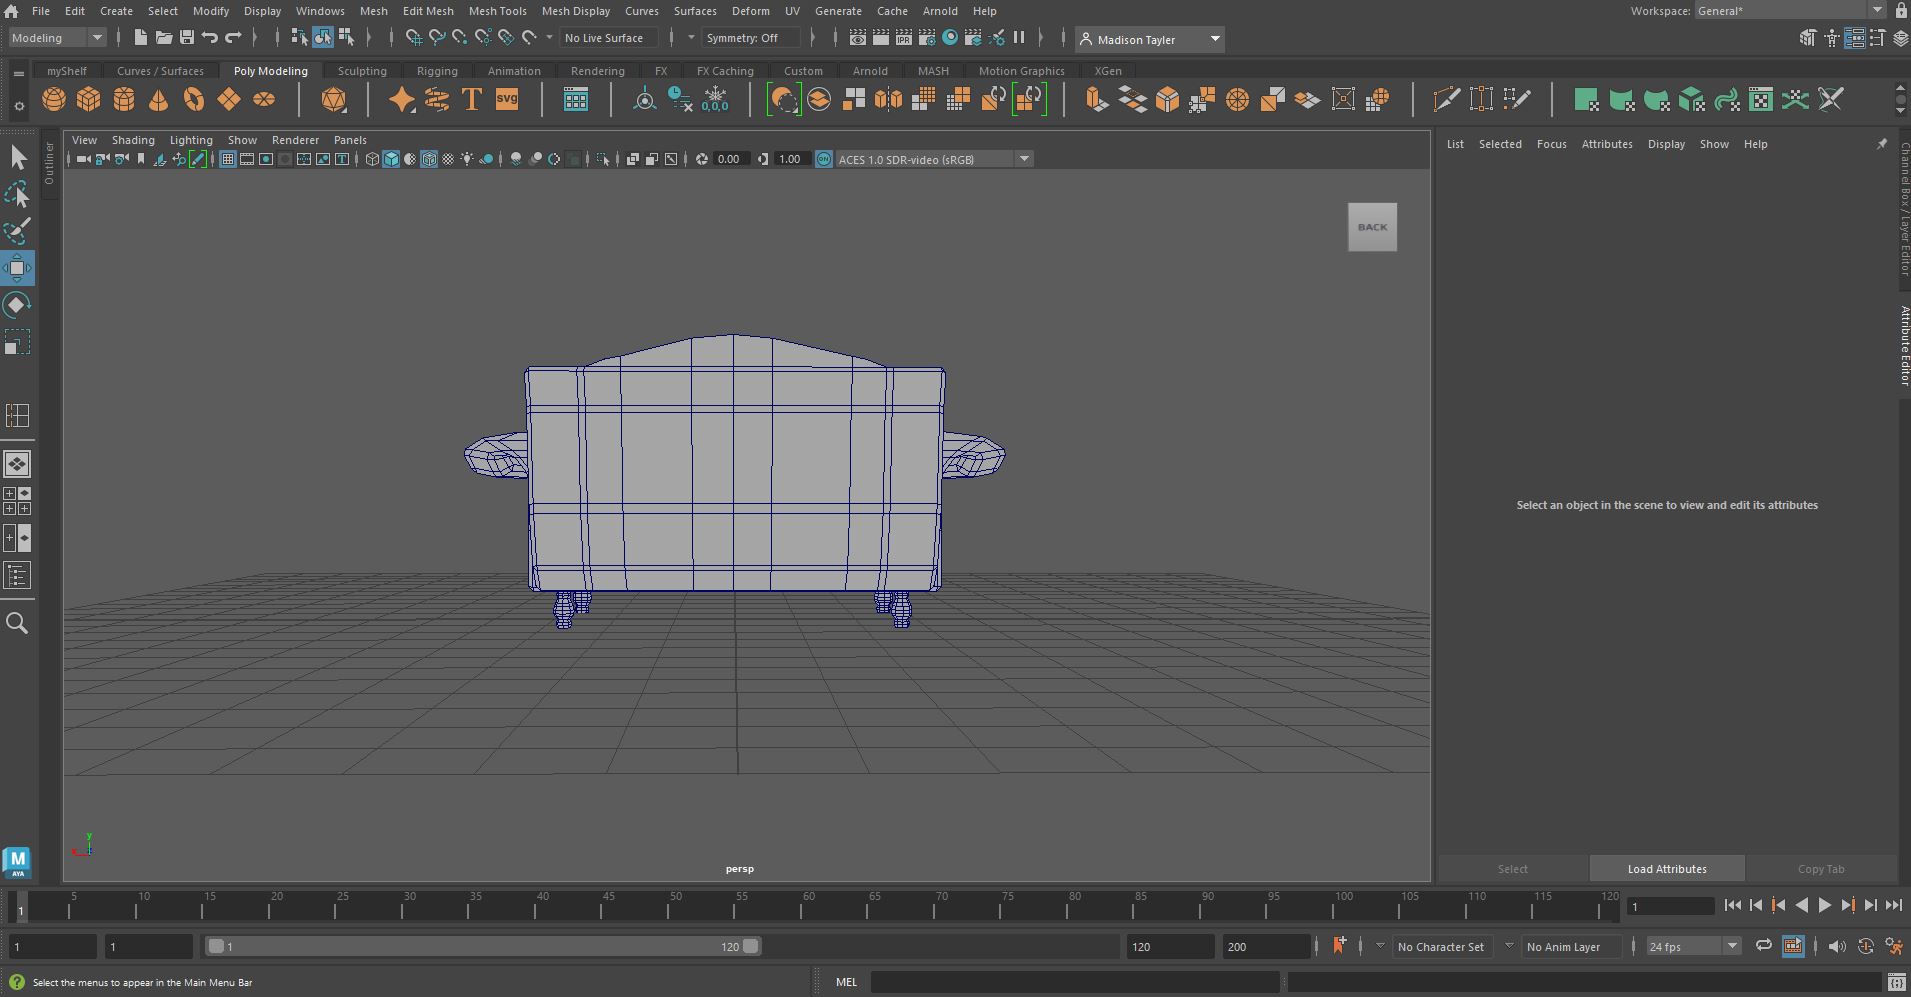 File Edit Create Select Modify Display Windows Mesh Edit Mesh Mesh Tools Mesh Display Curves Surfaces Deform UV Generate Cache Arnold Help Workspace: General*
Modeling No Live Surface Symmetry: Off Madison Tayler
myShelf Curves / Surfaces Poly Modeling Sculpting Rigging Animation Rendering FX FX Caching Custom Arnold MASH Motion Graphics XGen
T SVG 0,0,0
IPR
View Shading Lighting Show Renderer Panels
List Selected Focus Attributes Display Show Help
0.00 1.00 ON ACES 1.0 SDR-video (sRGB)
Outliner
Channel Box / Layer Editor
Attribute Editor
BACK
Select an object in the scene to view and edit its attributes
y
x
z
M
AYA
persp
Select Load Attributes Copy Tab
1 5 10 15 20 25 30 35 40 45 50 55 60 65 70 75 80 85 90 95 100 105 110 115 120 1
1 1 1 120 120 200 No Character Set No Anim Layer 24 fps
? Select the menus to appear in the Main Menu Bar MEL